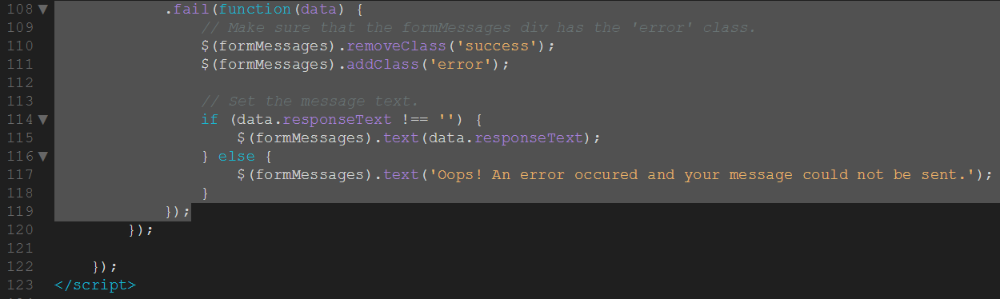 108 ▼ .fail(function(data) {
109 // Make sure that the formMessages div has the 'error' class.
110 $(formMessages).removeClass('success');
111 $(formMessages).addClass('error');
112
113 // Set the message text.
114 ▼ if (data.responseText !== '') {
115 $(formMessages).text(data.responseText);
116 ▼ } else {
117 $(formMessages).text('Oops! An error occured and your message could not be sent.');
118 }
119 });
120 });
121
122 });
123 </script>